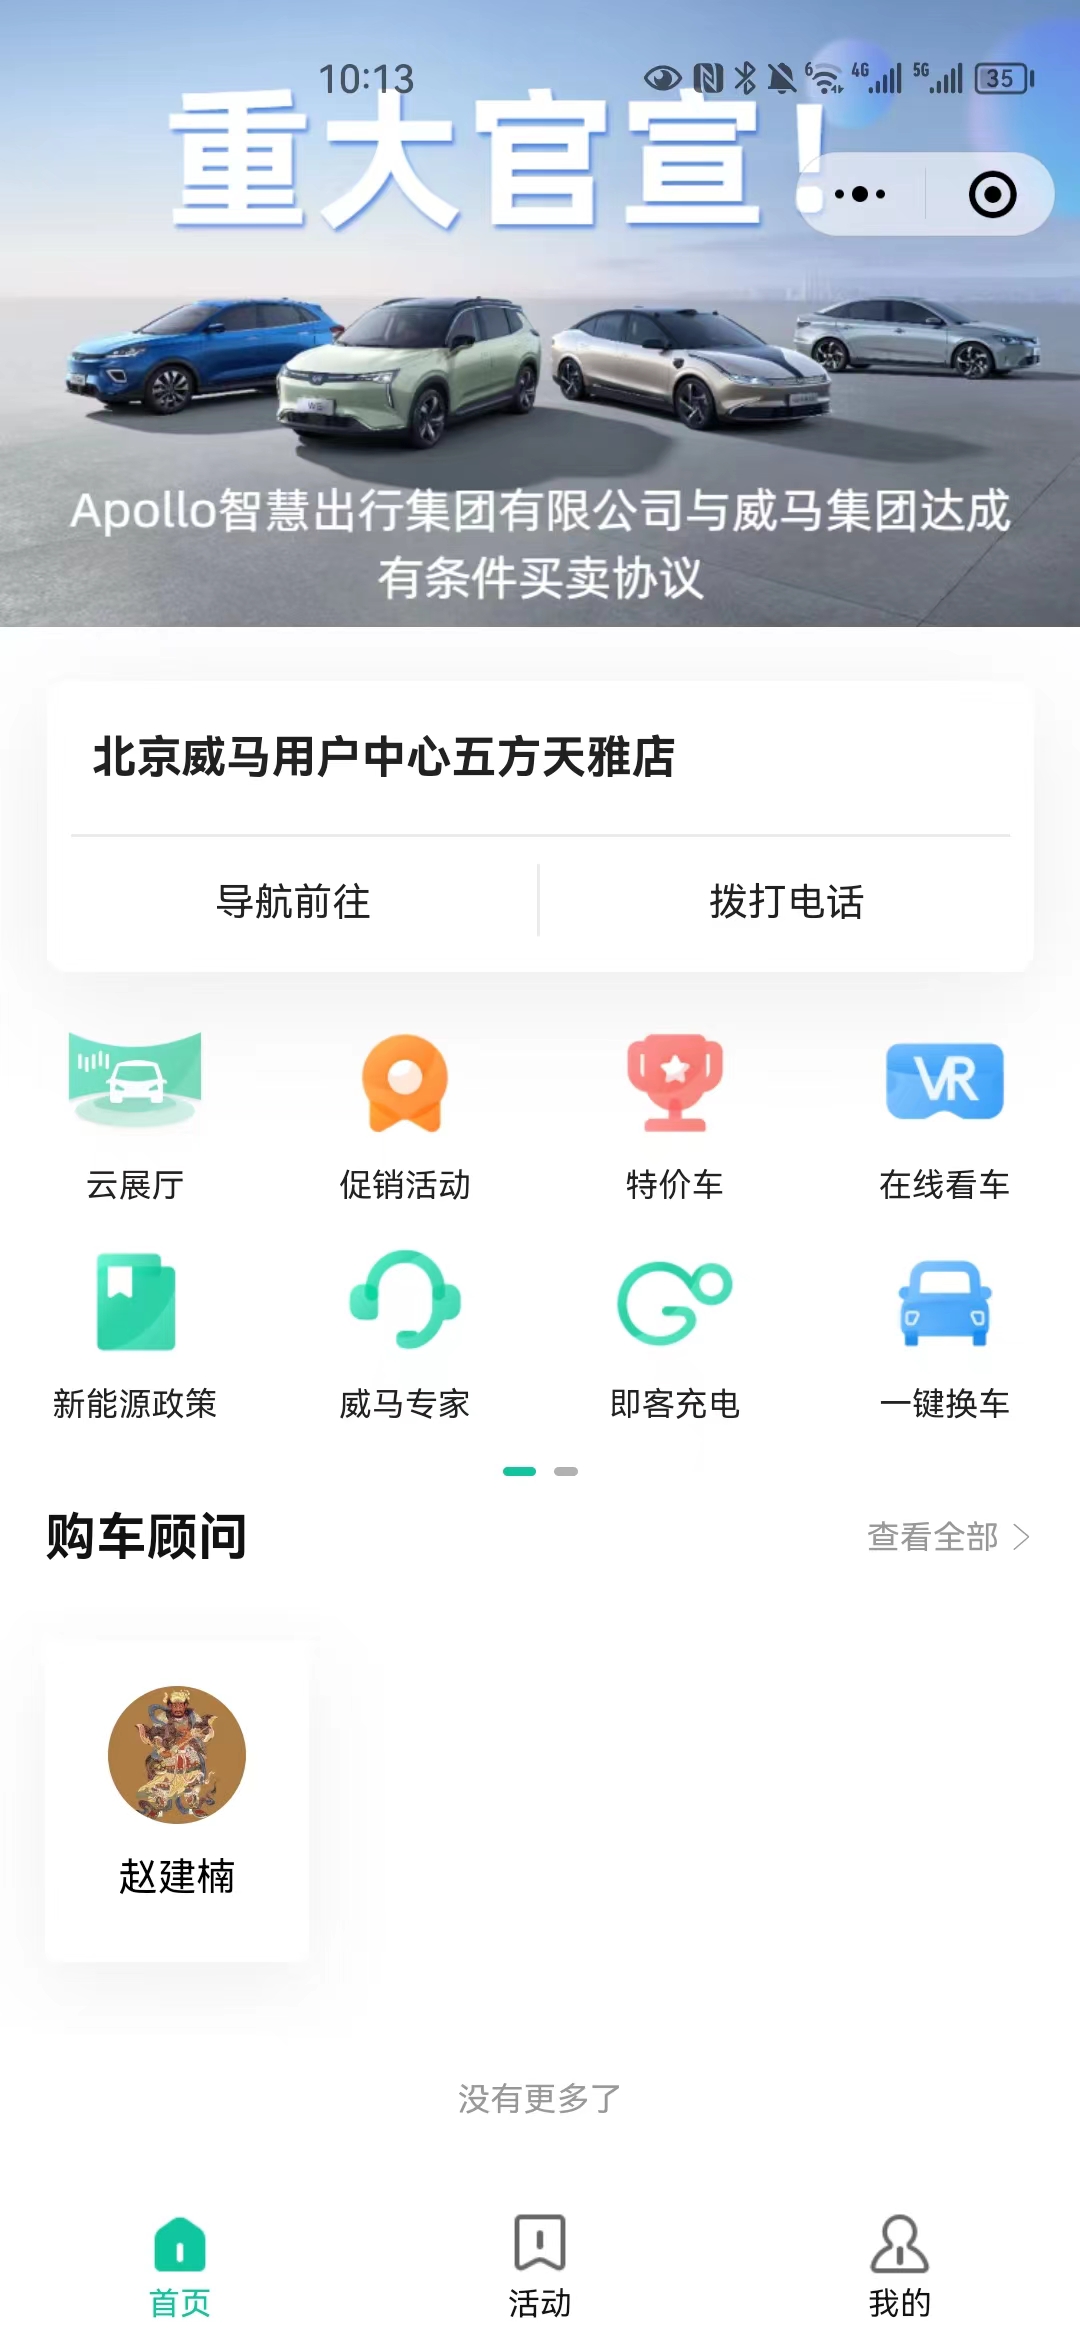 10:13
6 4G 5G 35
重大官宣！
Apollo智慧出行集团有限公司与威马集团达成
有条件买卖协议
北京威马用户中心五方天雅店
导航前往 拨打电话
VR
云展厅 促销活动 特价车 在线看车
新能源政策 威马专家 即客充电 一键换车
购车顾问 查看全部
赵建楠
没有更多了
首页 活动 我的